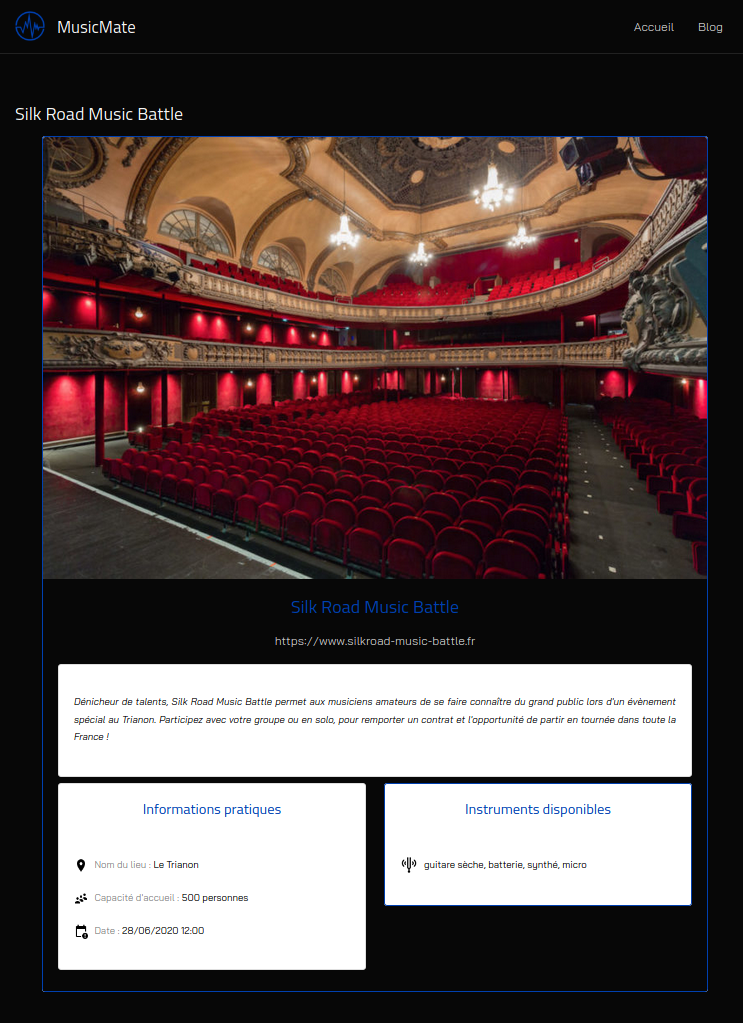 MusicMate
Accueil Blog
Silk Road Music Battle
Silk Road Music Battle
https://www.silkroad-music-battle.fr
Dénicheur de talents, Silk Road Music Battle permet aux musiciens amateurs de se faire connaître du grand public lors d'un évènement
spécial au Trianon. Participez avec votre groupe ou en solo, pour remporter un contrat et l'opportunité de partir en tournée dans toute la
France !
Informations pratiques
Nom du lieu : Le Trianon
Capacité d'accueil : 500 personnes
Date : 28/06/2020 12:00
Instruments disponibles
guitare sèche, batterie, synthé, micro